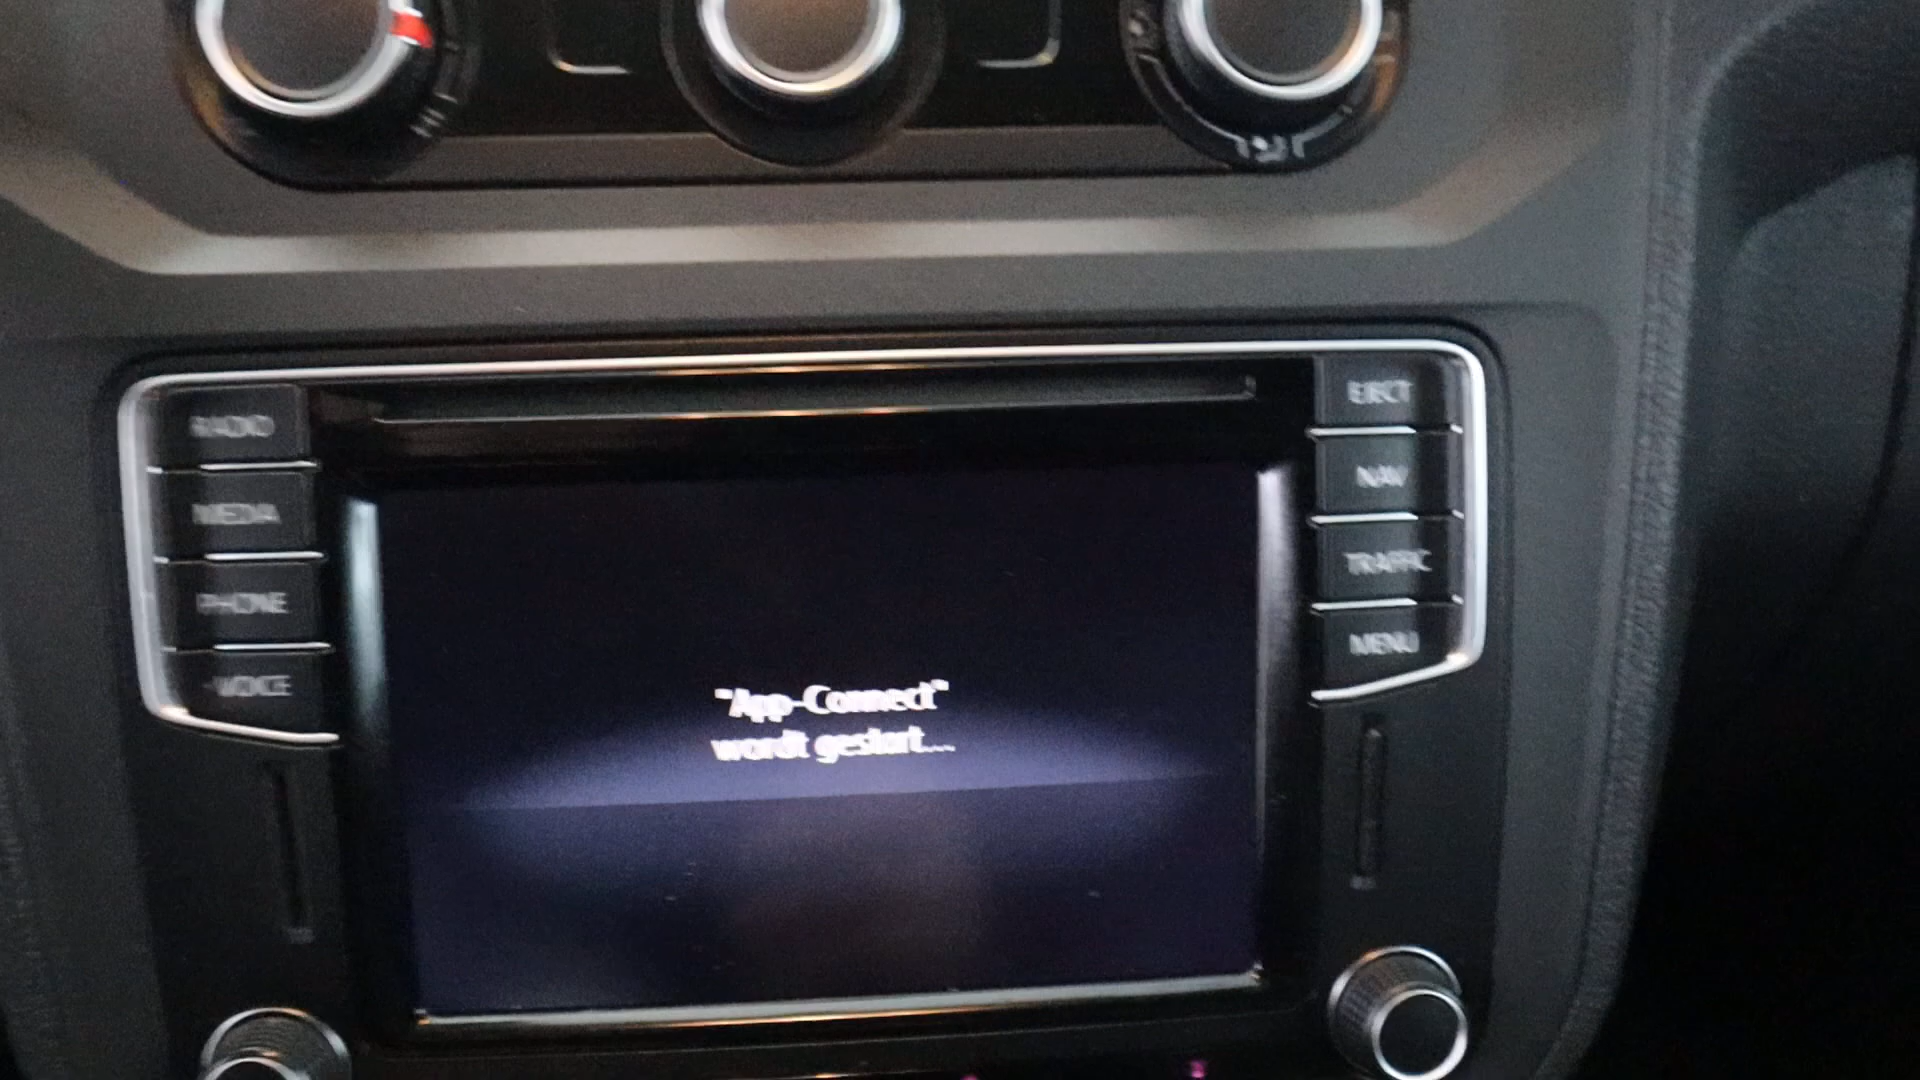 RADIO
MEDIA
PHONE
VOICE
EJECT
NAV
TRAFFIC
MENU
"App-Connect"
wordt gestart...